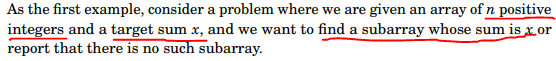 As the first example, consider a problem where we are given an array of n positive
integers and a target sum x, and we want to find a subarray whose sum is x or
report that there is no such subarray.